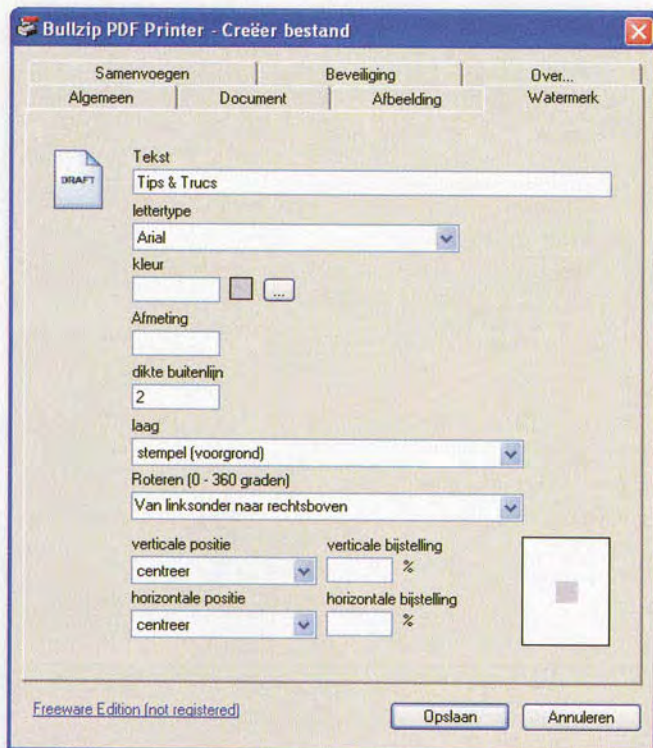 Bullzip PDF Printer - Creëer bestand
Samenvoegen Beveiliging Over...
Algemeen Document Afbeelding Watermerk
DRAFT
Tekst
Tips & Trucs
lettertype
Arial
kleur
...
Afmeting
dikte buitenlijn
2
laag
stempel (voorgrond)
Roteren (0 - 360 graden)
Van linksonder naar rechtsboven
verticale positie verticale bijstelling
centreer %
horizontale positie horizontale bijstelling
centreer %
Freeware Edition (not registered) Opslaan Annuleren